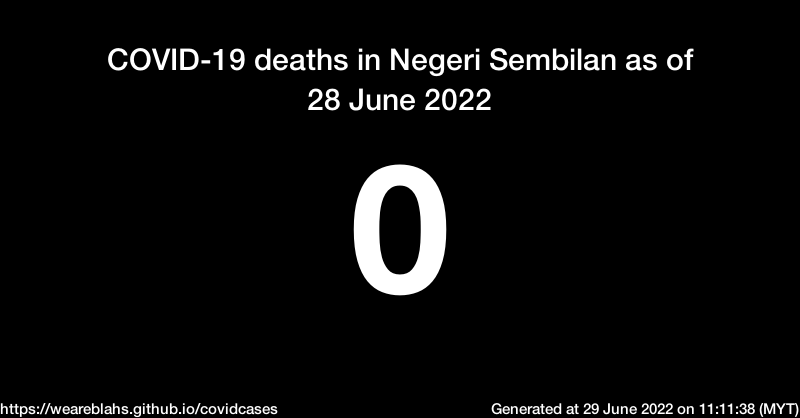 COVID-19 deaths in Negeri Sembilan as of
28 June 2022
0
https://weareblahs.github.io/covidcases
Generated at 29 June 2022 on 11:11:38 (MYT)